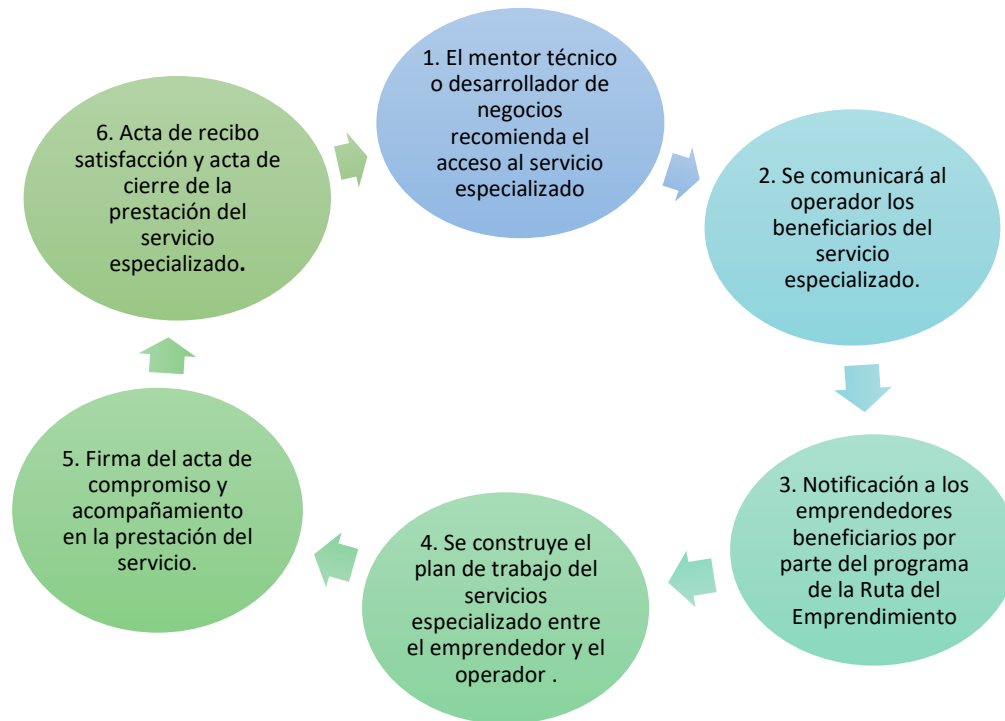 1. El mentor técnico
o desarrollador de
negocios
recomienda el
acceso al servicio
especializado
2. Se comunicará al
operador los
beneficiarios del
servicio
especializado.
3. Notificación a los
emprendedores
beneficiarios por
parte del programa
de la Ruta del
Emprendimiento
4. Se construye el
plan de trabajo del
servicios
especializado entre
el emprendedor y el
operador .
5. Firma del acta de
compromiso y
acompañamiento
en la prestación del
servicio.
6. Acta de recibo
satisfacción y acta de
cierre de la
prestación del
servicio
especializado.